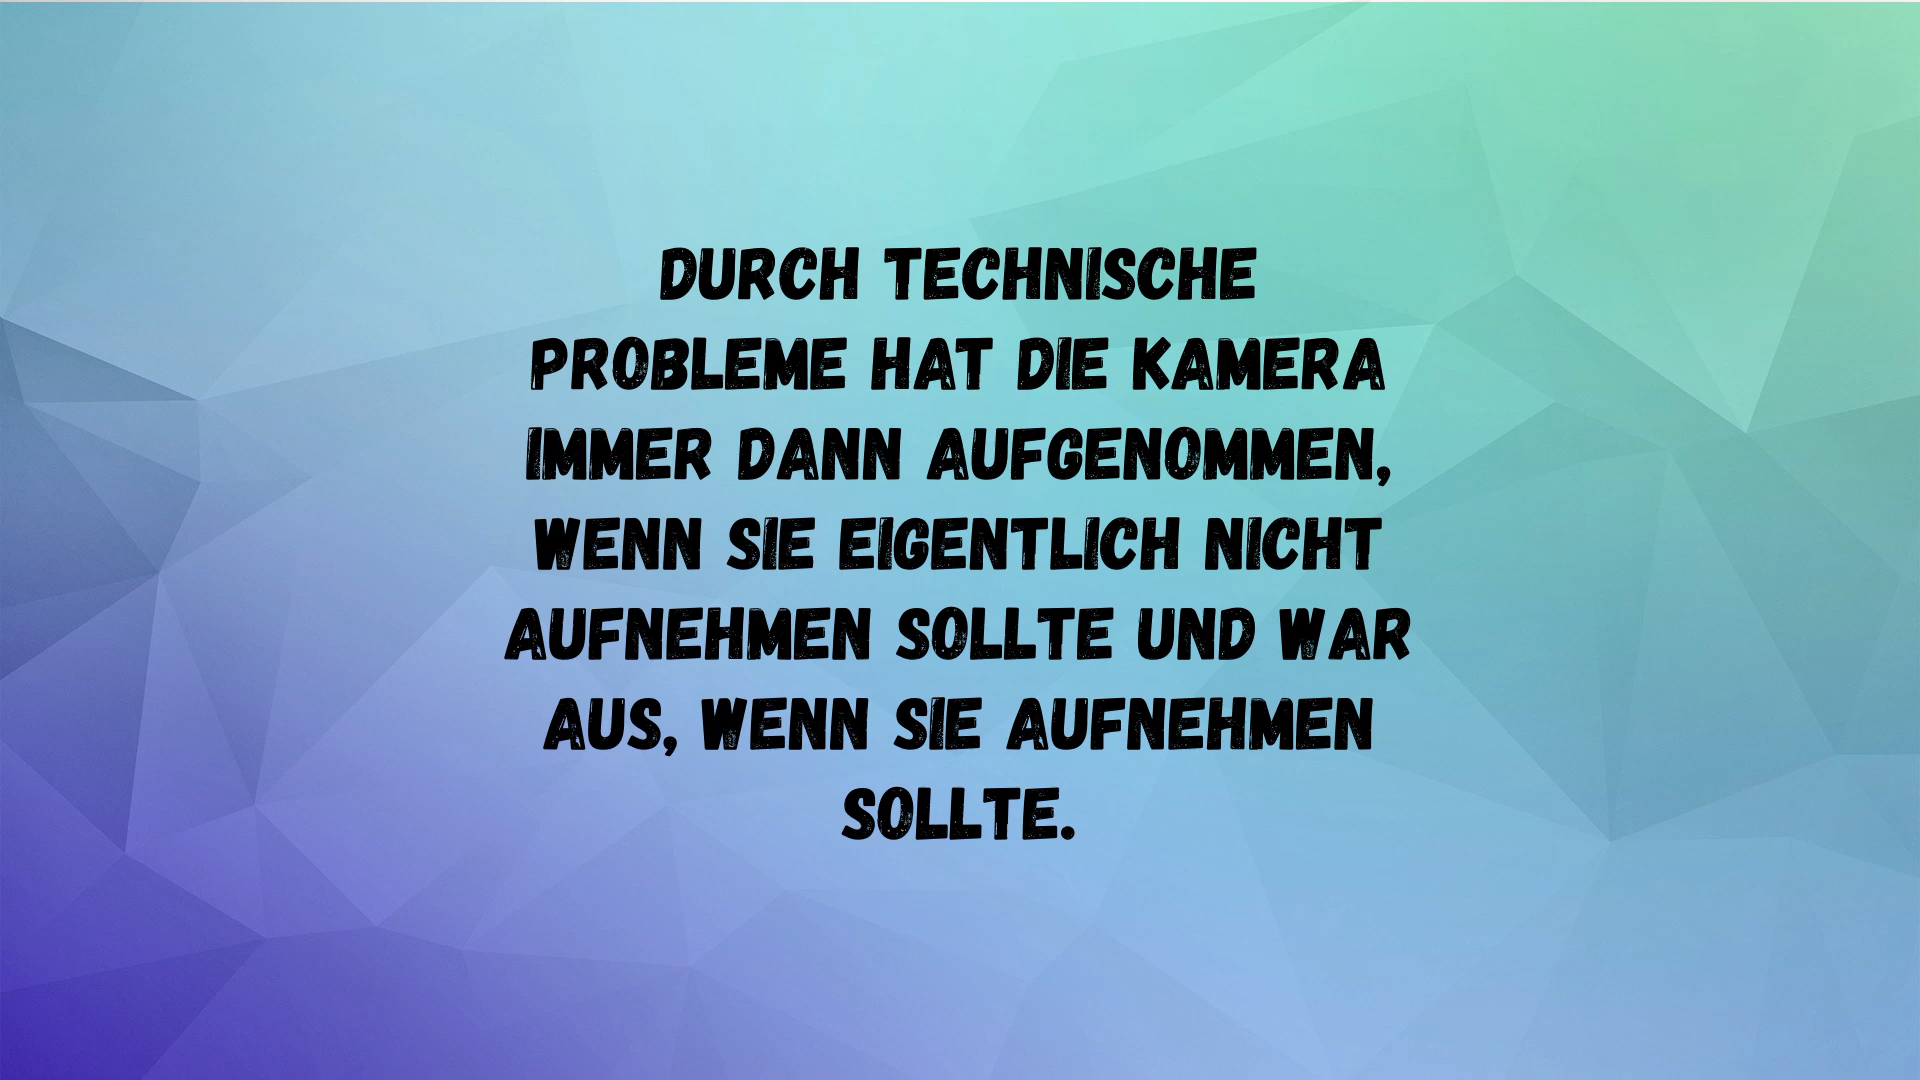 DURCH TECHNISCHE
PROBLEME HAT DIE KAMERA
IMMER DANN AUFGENOMMEN,
WENN SIE EIGENTLICH NICHT
AUFNEHMEN SOLLTE UND WAR
AUS, WENN SIE AUFNEHMEN
SOLLTE.